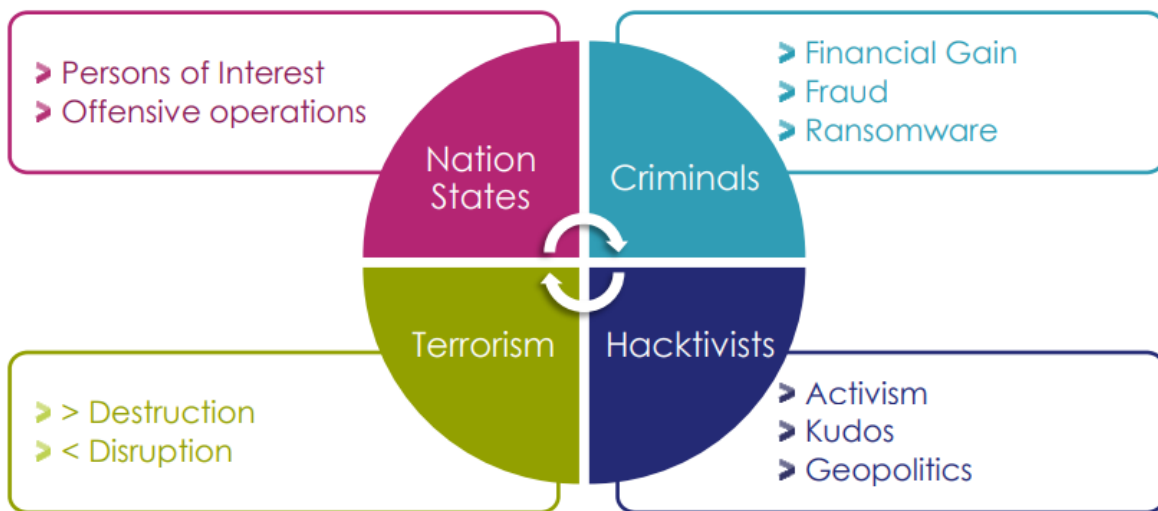 > Persons of Interest
> Offensive operations
> Financial Gain
> Fraud
> Ransomware
Nation
States
Criminals
Terrorism
Hacktivists
> > Destruction
> < Disruption
> Activism
> Kudos
> Geopolitics